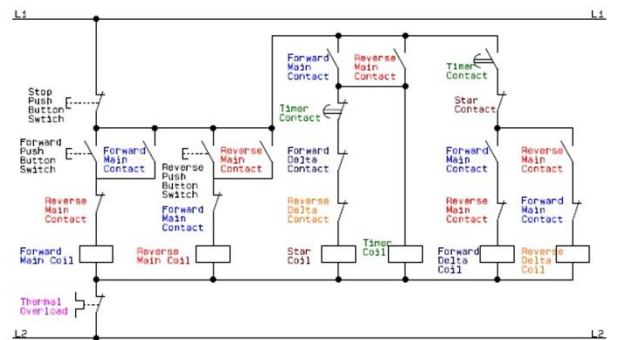 L1
L1
Stop
Push
Button
Switch
Forward
Push
Button
Switch
Forward
Main
Contact
Reverse
Push
Button
Switch
Reverse
Main
Contact
Forward
Main
Contact
Reverse
Main
Contact
Timer
Contact
Timer
Contact
Star
Contact
Forward
Delta
Contact
Forward
Main
Contact
Reverse
Main
Contact
Reverse
Main
Contact
Forward
Main
Contact
Reverse
Delta
Contact
Reverse
Main
Contact
Forward
Main
Contact
Forward
Main Coil
Reverse
Main Coil
Star
Coil
Timer
Coil
Forward
Delta
Coil
Reverse
Delta
Coil
Thermal
Overload
L2
L2